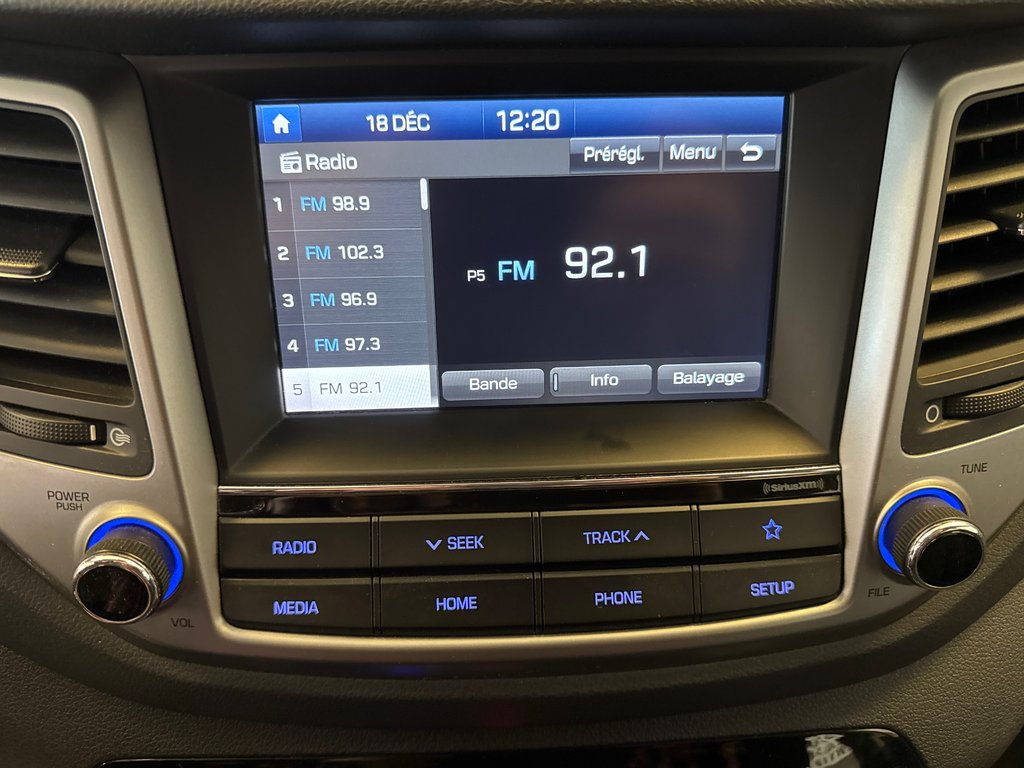 18 DÉC 12:20
Radio Prérégl. Menu
1 FM 98.9
2 FM 102.3
3 FM 96.9
4 FM 97.3
5 FM 92.1
P5 FM 92.1
Bande Info Balayage
((SiriusXM))
POWER
PUSH
VOL
TUNE
FILE
RADIO SEEK TRACK
MEDIA HOME PHONE SETUP